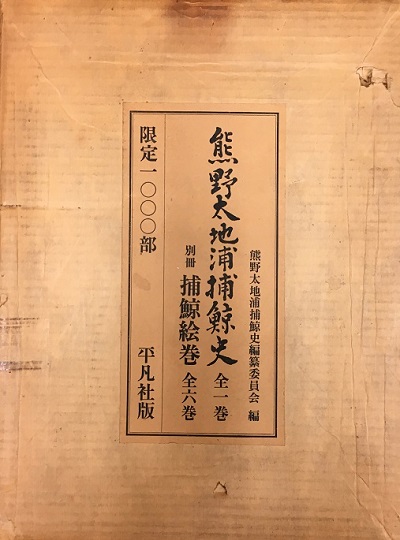 熊野太地浦捕鯨史編纂委員会 編
熊野太地浦捕鯨史 全一巻
別冊 捕鯨絵巻 全六巻
限定一〇〇〇部
平凡社版